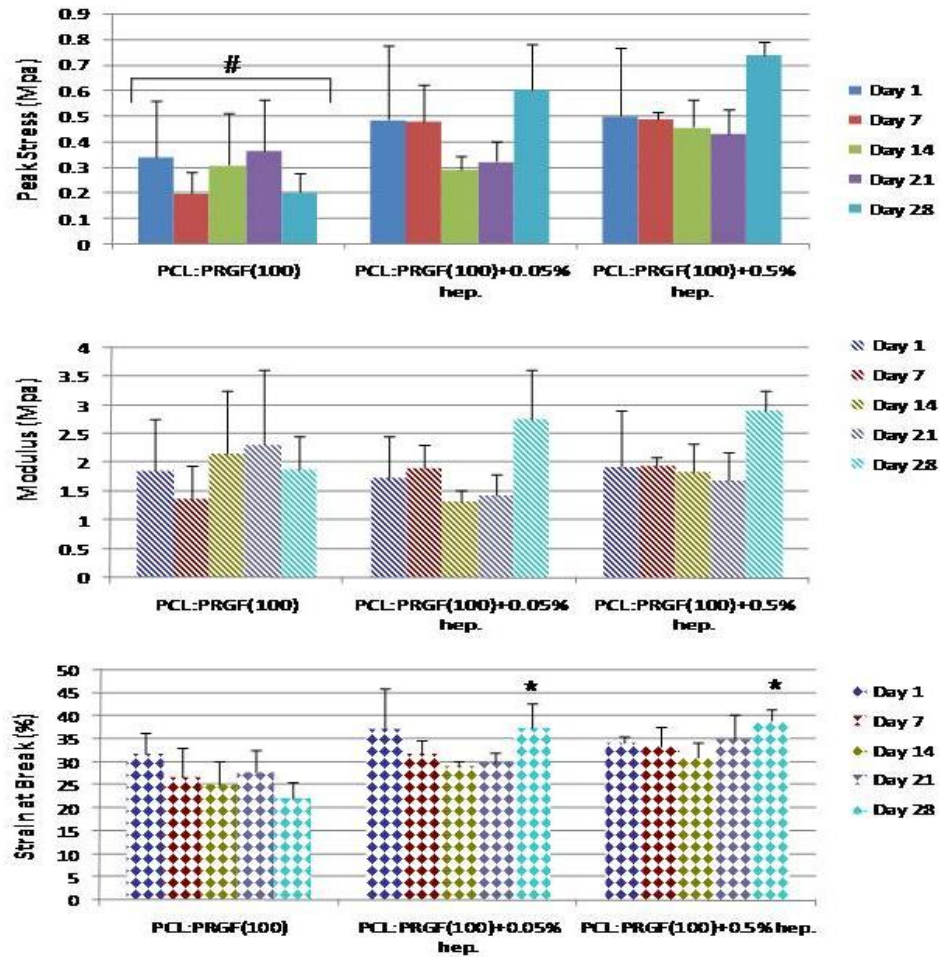 0.9
0.8
0.7
0.6
0.5
0.4
0.3
0.2
0.1
0
Peak Stress (Mpa)
#
PCL:PRGF(100)
PCL:PRGF(100)+0.05% hep.
PCL:PRGF(100)+0.5% hep.
Day 1
Day 7
Day 14
Day 21
Day 28
4
3.5
3
2.5
2
1.5
1
0.5
0
Modulus (Mpa)
PCL:PRGF(100)
PCL:PRGF(100)+0.05% hep.
PCL:PRGF(100)+0.5% hep.
Day 1
Day 7
Day 14
Day 21
Day 28
50
45
40
35
30
25
20
15
10
5
0
Strain at Break (%)
*
*
PCL:PRGF(100)
PCL:PRGF(100)+0.05% hep.
PCL:PRGF(100)+0.5% hep.
Day 1
Day 7
Day 14
Day 21
Day 28